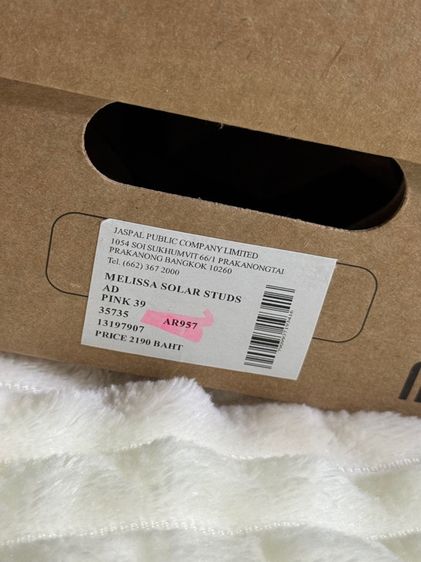 JASPAL PUBLIC COMPANY LIMITED
1054 SOI SUKHUMVIT 66/1 PRAKANONGTAI
PRAKANONG BANGKOK 10260
Tel. (662) 367 2000
MELISSA SOLAR STUDS
AD
PINK 39
35735 AR957
13197907
PRICE 2190 BAHT